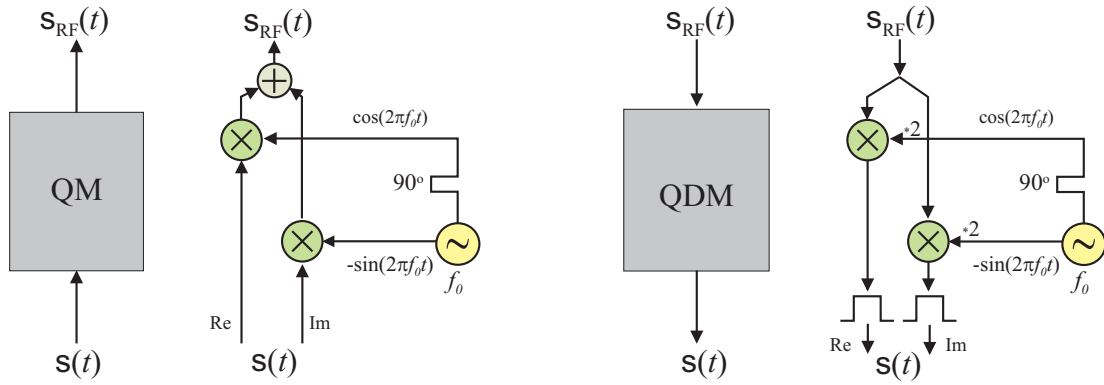 s_RF(t)
QM
s(t)
s_RF(t)
+
×
cos(2πf₀t)
90°
×
~
-sin(2πf₀t)
f₀
Re
Im
s(t)
s_RF(t)
QDM
s(t)
s_RF(t)
×
*2
cos(2πf₀t)
90°
×
*2
~
-sin(2πf₀t)
f₀
Re
Im
s(t)